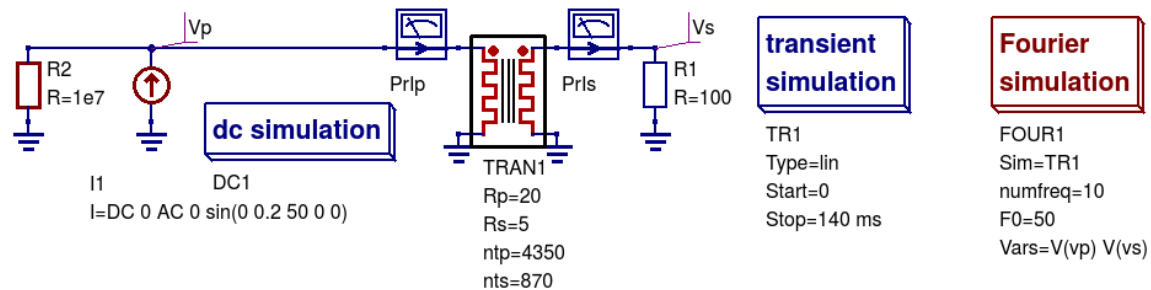 Vp
Vs
R2
R=1e7
PrIp
PrIs
R1
R=100
dc simulation
transient
simulation
Fourier
simulation
TRAN1
Rp=20
Rs=5
ntp=4350
nts=870
I1
DC1
I=DC 0 AC 0 sin(0 0.2 50 0 0)
TR1
Type=lin
Start=0
Stop=140 ms
FOUR1
Sim=TR1
numfreq=10
F0=50
Vars=V(vp) V(vs)